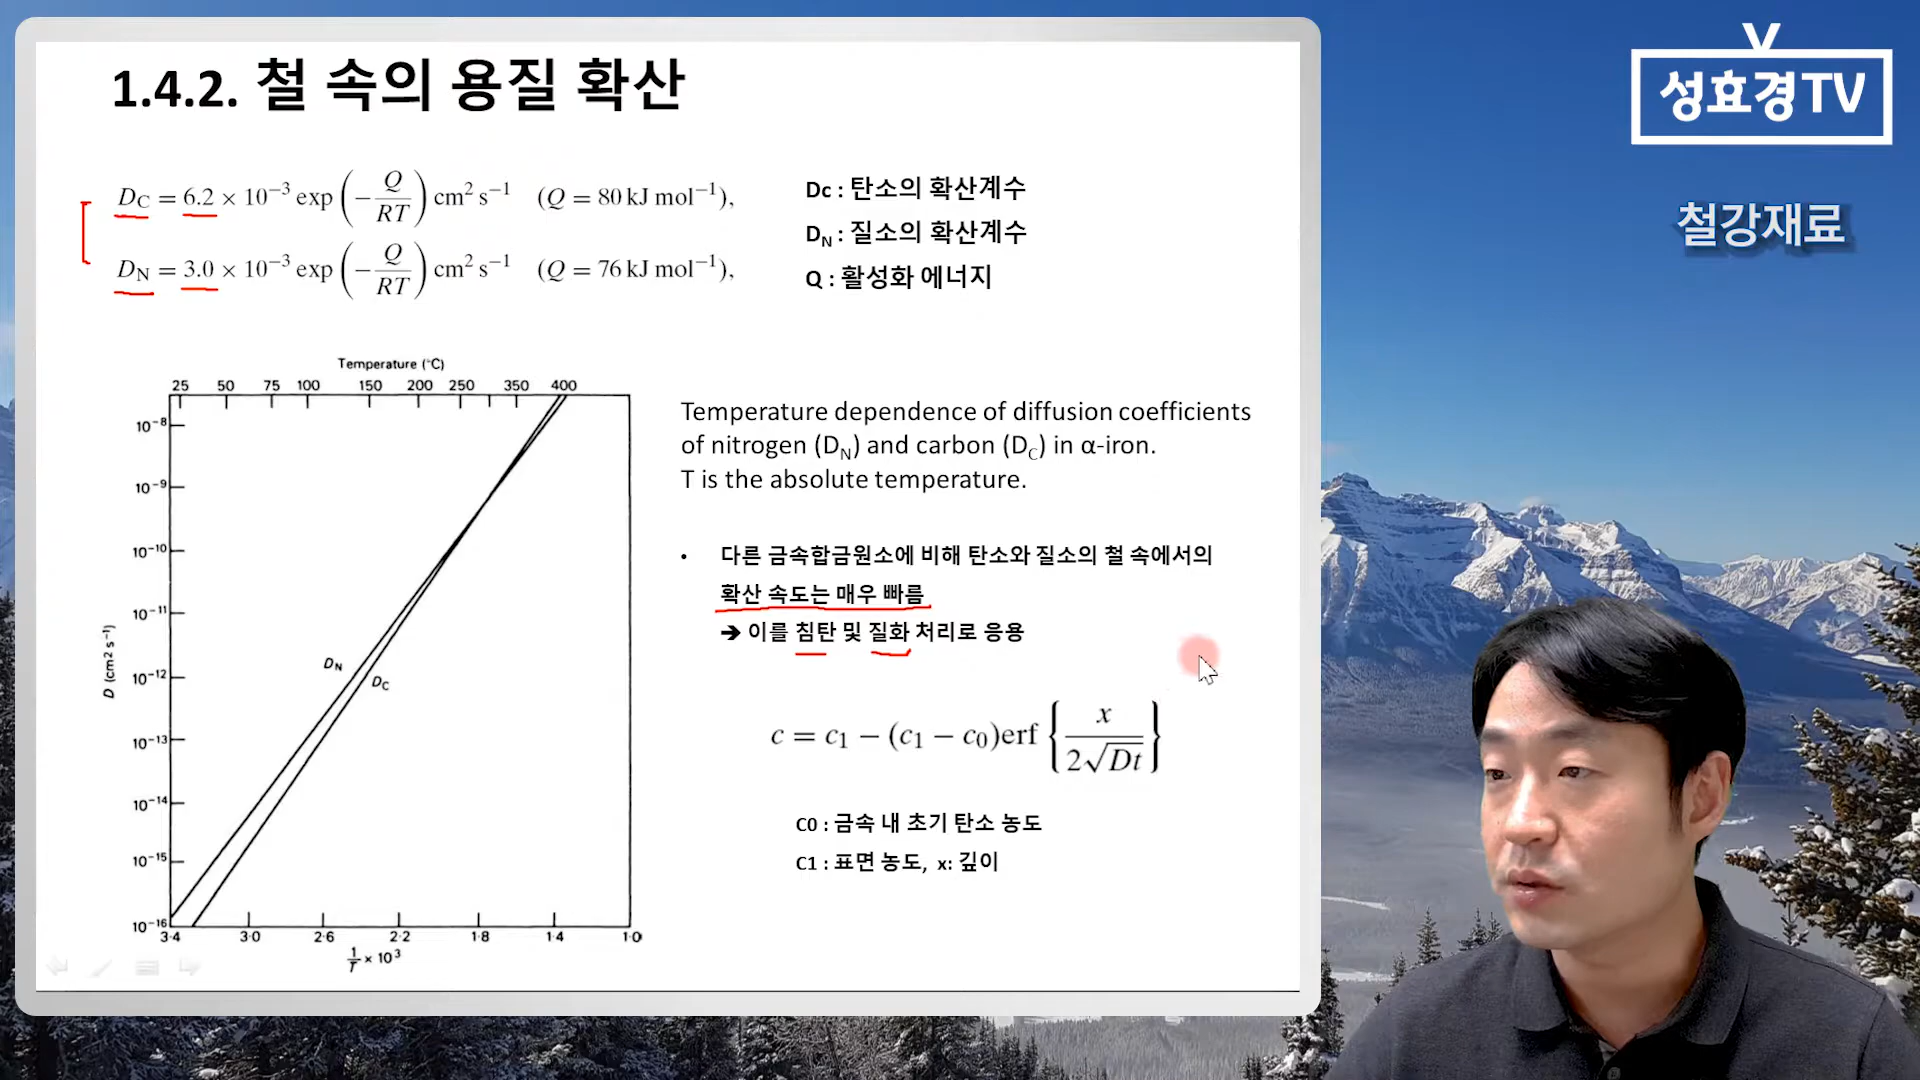 1.4.2. 철 속의 용질 확산
성효경TV
철강재료
D_C = 6.2 × 10⁻³ exp (−Q/RT) cm² s⁻¹ (Q = 80 kJ mol⁻¹),
D_N = 3.0 × 10⁻³ exp (−Q/RT) cm² s⁻¹ (Q = 76 kJ mol⁻¹),
Dc : 탄소의 확산계수
D_N : 질소의 확산계수
Q : 활성화 에너지
Temperature (°C)
25 50 75 100 150 200 250 350 400
10⁻⁸
10⁻⁹
10⁻¹⁰
10⁻¹¹
10⁻¹²
10⁻¹³
10⁻¹⁴
10⁻¹⁵
10⁻¹⁶
D (cm² s⁻¹)
D_N
D_C
3·4 3·0 2·6 2·2 1·8 1·4 1·0
1/T × 10³
Temperature dependence of diffusion coefficients
of nitrogen (D_N) and carbon (D_C) in α-iron.
T is the absolute temperature.
• 다른 금속합금원소에 비해 탄소와 질소의 철 속에서의
확산 속도는 매우 빠름
➔ 이를 침탄 및 질화 처리로 응용
c = c₁ − (c₁ − c₀)erf {x/2√Dt}
C0 : 금속 내 초기 탄소 농도
C1 : 표면 농도, x: 깊이